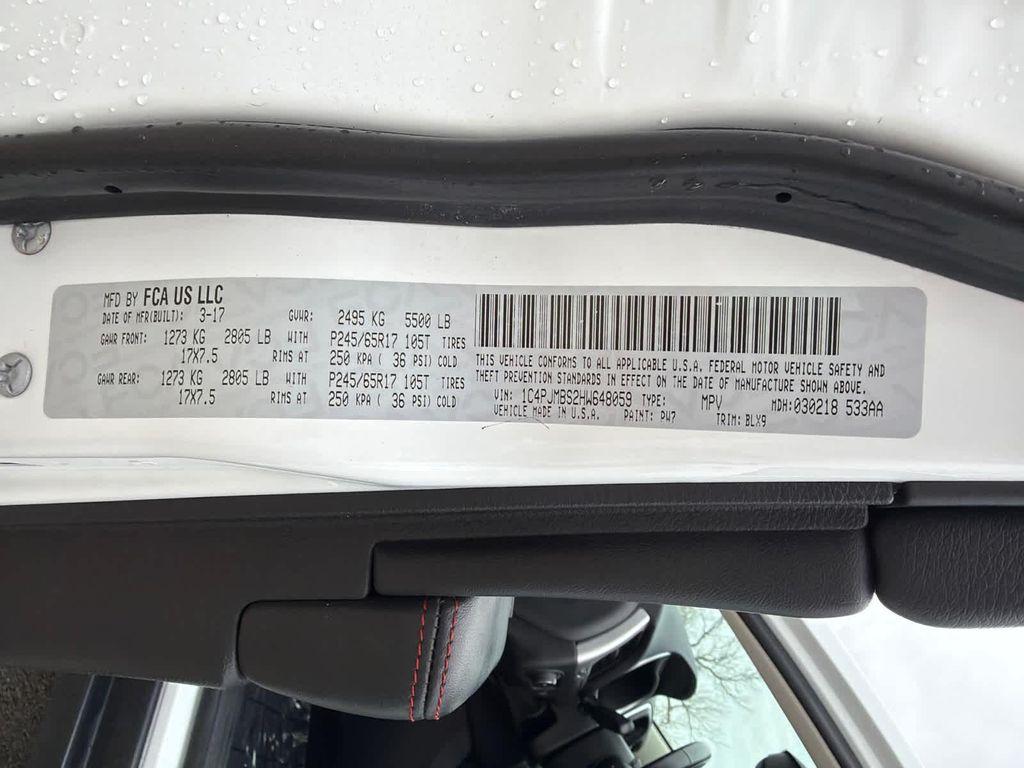 MFD BY FCA US LLC
DATE OF MFR(BUILT): 3-17 GVWR: 2495 KG 5500 LB
GAWR FRONT: 1273 KG 2805 LB WITH P245/65R17 105T TIRES
17X7.5 RIMS AT 250 KPA ( 36 PSI) COLD
GAWR REAR: 1273 KG 2805 LB WITH P245/65R17 105T TIRES
17X7.5 RIMS AT 250 KPA ( 36 PSI) COLD
THIS VEHICLE CONFORMS TO ALL APPLICABLE U.S.A. FEDERAL MOTOR VEHICLE SAFETY AND
THEFT PREVENTION STANDARDS IN EFFECT ON THE DATE OF MANUFACTURE SHOWN ABOVE.
VIN: 1C4PJMBS2HW648059 TYPE: MPV MDH: 030218 533AA
VEHICLE MADE IN U.S.A. PAINT: PW7 TRIM: BLX9